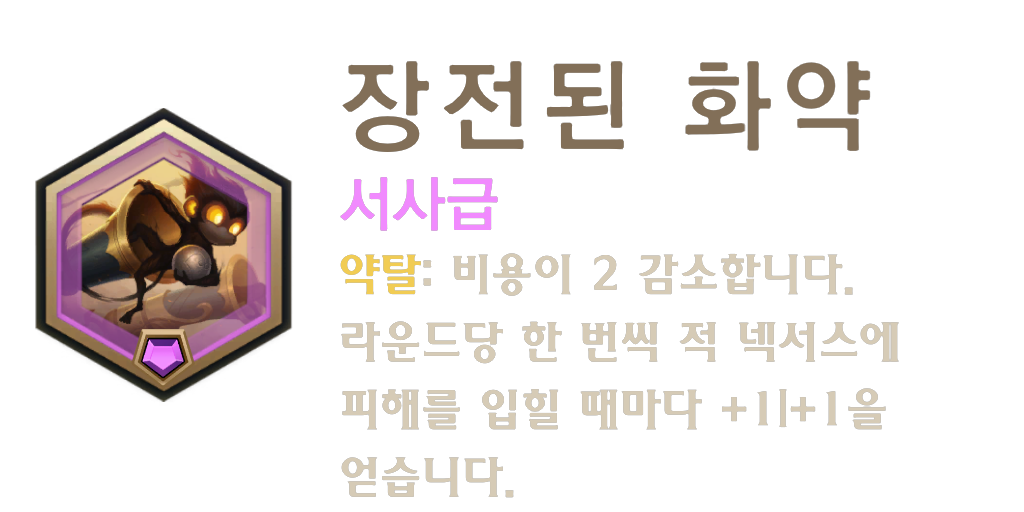 장전된 화약
서사급
약탈: 비용이 2 감소합니다.
라운드당 한 번씩 적 넥서스에
피해를 입힐 때마다 +1|+1을
얻습니다.